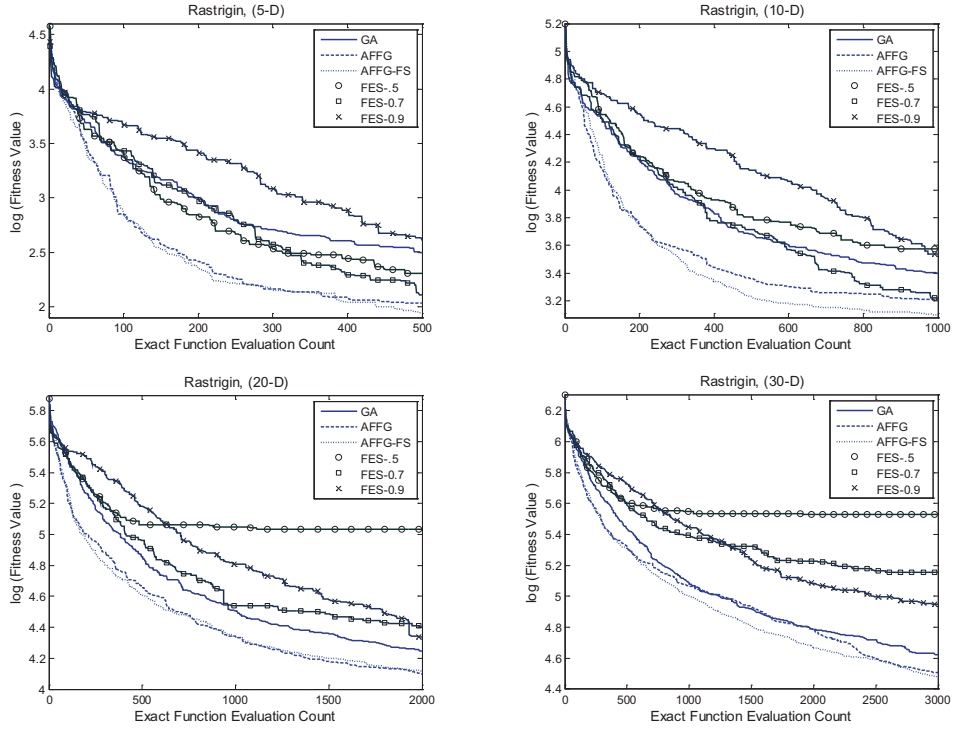 Rastrigin, (5-D)
4.5
4
3.5
3
2.5
2
log (Fitness Value )
0 100 200 300 400 500
Exact Function Evaluation Count
GA
AFFG
AFFG-FS
FES-.5
FES-0.7
FES-0.9
Rastrigin, (10-D)
5.2
5
4.8
4.6
4.4
4.2
4
3.8
3.6
3.4
3.2
log (Fitness Value )
0 200 400 600 800 1000
Exact Function Evaluation Count
GA
AFFG
AFFG-FS
FES-.5
FES-0.7
FES-0.9
Rastrigin, (20-D)
5.8
5.6
5.4
5.2
5
4.8
4.6
4.4
4.2
4
log (Fitness Value )
0 500 1000 1500 2000
Exact Function Evaluation Count
GA
AFFG
AFFG-FS
FES-.5
FES-0.7
FES-0.9
Rastrigin, (30-D)
6.2
6
5.8
5.6
5.4
5.2
5
4.8
4.6
4.4
log (Fitness Value )
0 500 1000 1500 2000 2500 3000
Exact Function Evaluation Count
GA
AFFG
AFFG-FS
FES-.5
FES-0.7
FES-0.9